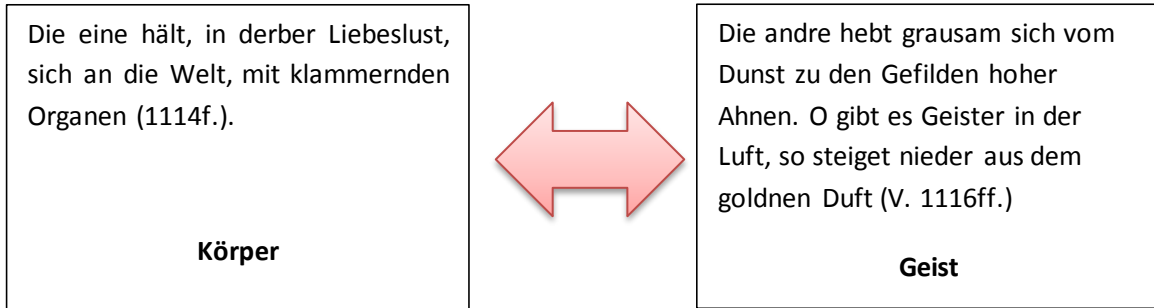 Die eine hält, in derber Liebeslust,
sich an die Welt, mit klammernden
Organen (1114f.).
Körper
Die andre hebt grausam sich vom
Dunst zu den Gefilden hoher
Ahnen. O gibt es Geister in der
Luft, so steiget nieder aus dem
goldnen Duft (V. 1116ff.)
Geist